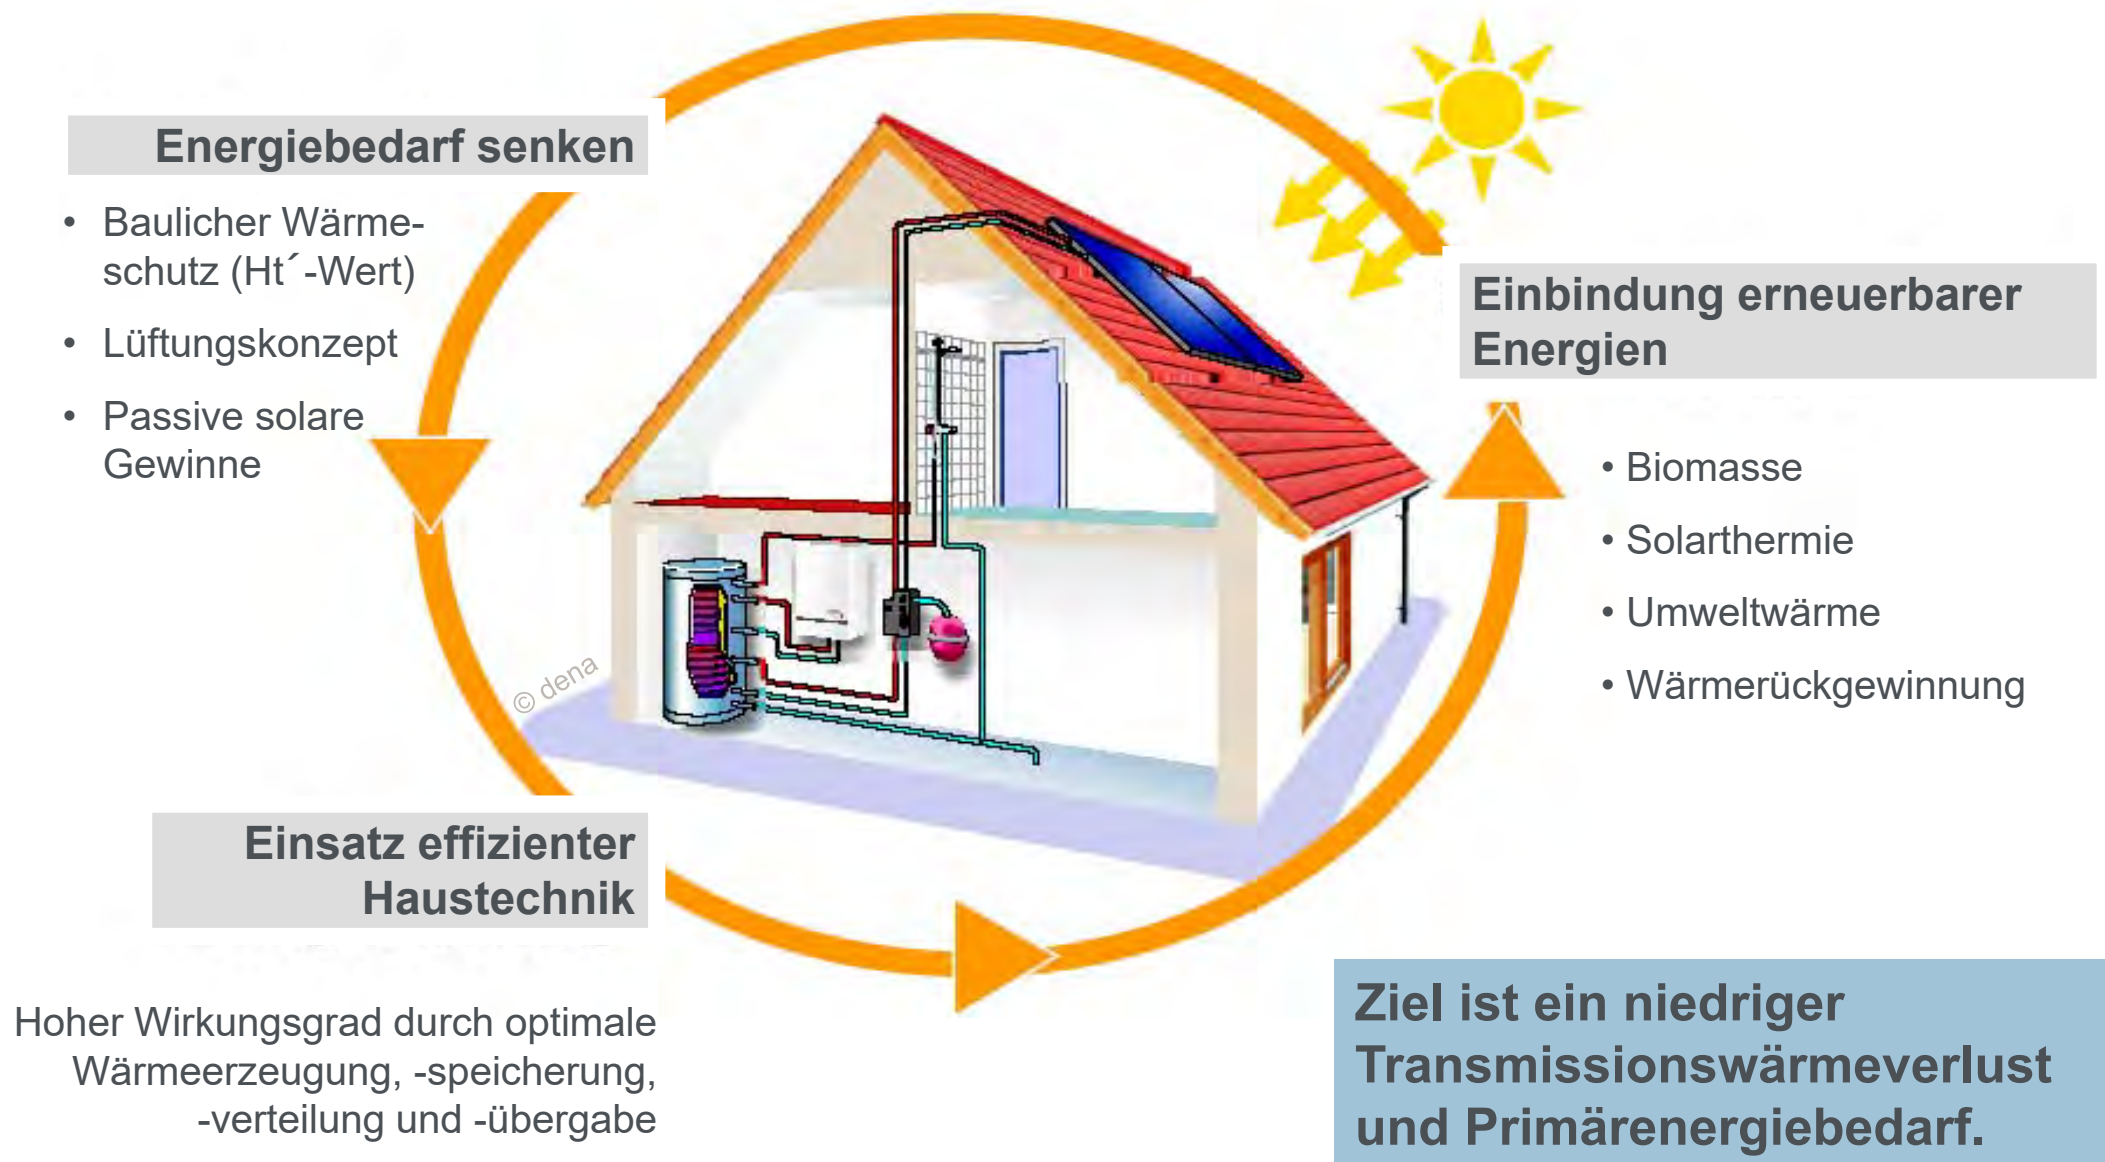 Energiebedarf senken
• Baulicher Wärme-
schutz (Ht´-Wert)
• Lüftungskonzept
• Passive solare
Gewinne
Einbindung erneuerbarer
Energien
• Biomasse
• Solarthermie
• Umweltwärme
• Wärmerückgewinnung
© dena
Einsatz effizienter
Haustechnik
Hoher Wirkungsgrad durch optimale
Wärmeerzeugung, -speicherung,
-verteilung und -übergabe
Ziel ist ein niedriger
Transmissionswärmeverlust
und Primärenergiebedarf.